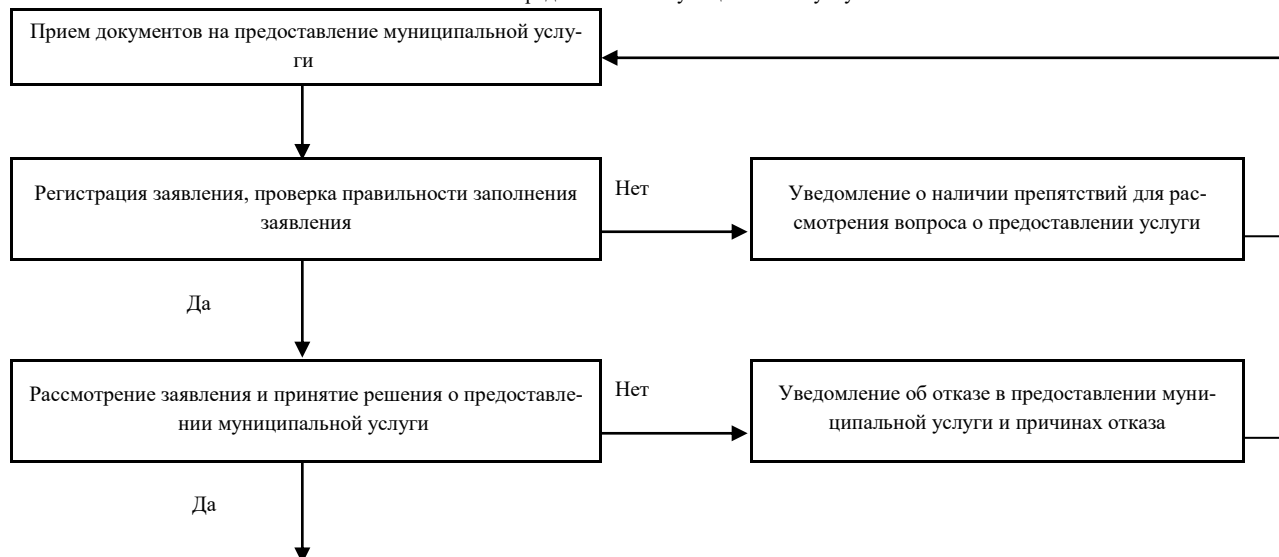 Прием документов на предоставление муниципальной услу-
ги
Регистрация заявления, проверка правильности заполнения
заявления
Нет
Уведомление о наличии препятствий для рас-
смотрения вопроса о предоставлении услуги
Да
Рассмотрение заявления и принятие решения о предоставле-
нии муниципальной услуги
Нет
Уведомление об отказе в предоставлении муни-
ципальной услуги и причинах отказа
Да